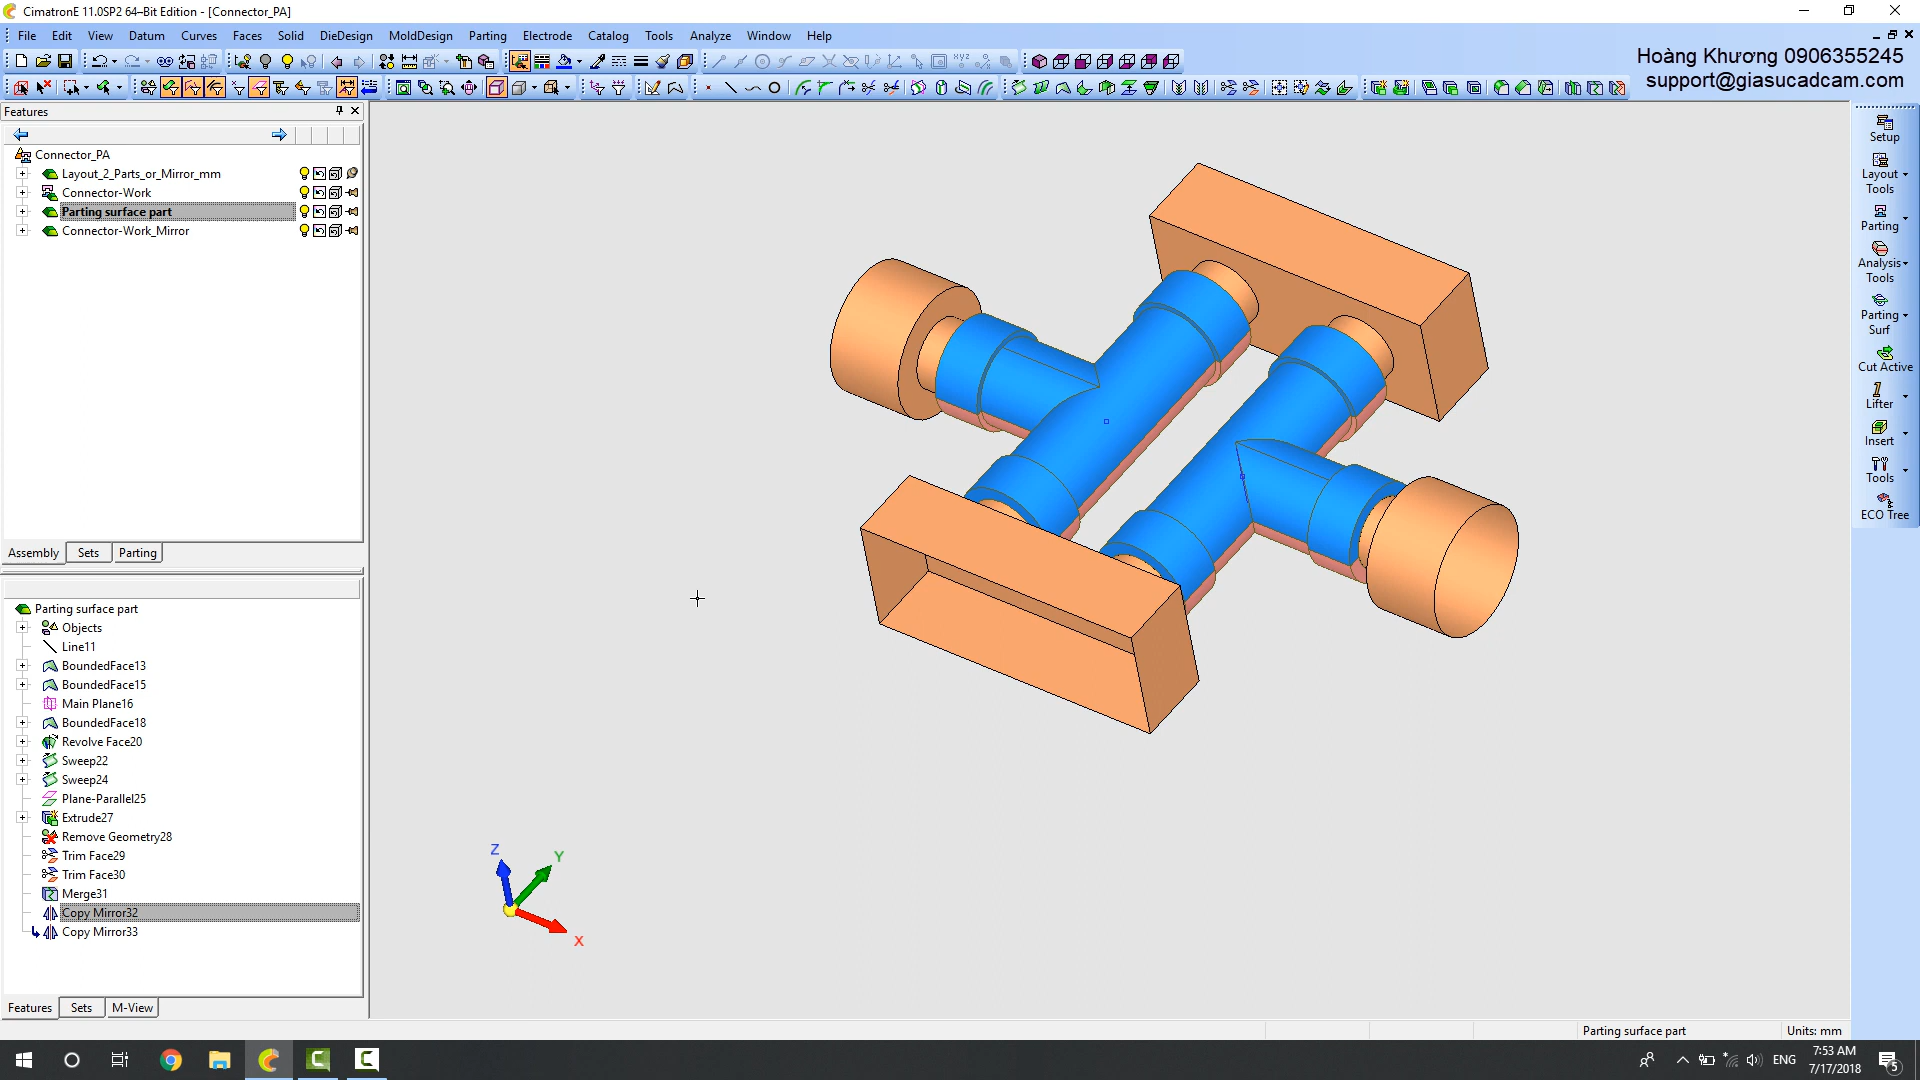 CimatronE 11.0SP2 64–Bit Edition - [Connector_PA]
File Edit View Datum Curves Faces Solid DieDesign MoldDesign Parting Electrode Catalog Tools Analyze Window Help
Hoàng Khương 0906355245
support@giasucadcam.com
Features
Connector_PA
Layout_2_Parts_or_Mirror_mm
Connector-Work
Parting surface part
Connector-Work_Mirror
Assembly Sets Parting
Parting surface part
Objects
Line11
BoundedFace13
BoundedFace15
Main Plane16
BoundedFace18
Revolve Face20
Sweep22
Sweep24
Plane-Parallel25
Extrude27
Remove Geometry28
Trim Face29
Trim Face30
Merge31
Copy Mirror32
Copy Mirror33
Features Sets M-View
Z
Y
X
Setup
Layout
Tools
Parting
Analysis
Tools
Parting
Surf
Cut Active
Lifter
Insert
Tools
ECO Tree
Parting surface part
Units: mm
ENG
7:53 AM
7/17/2018
5